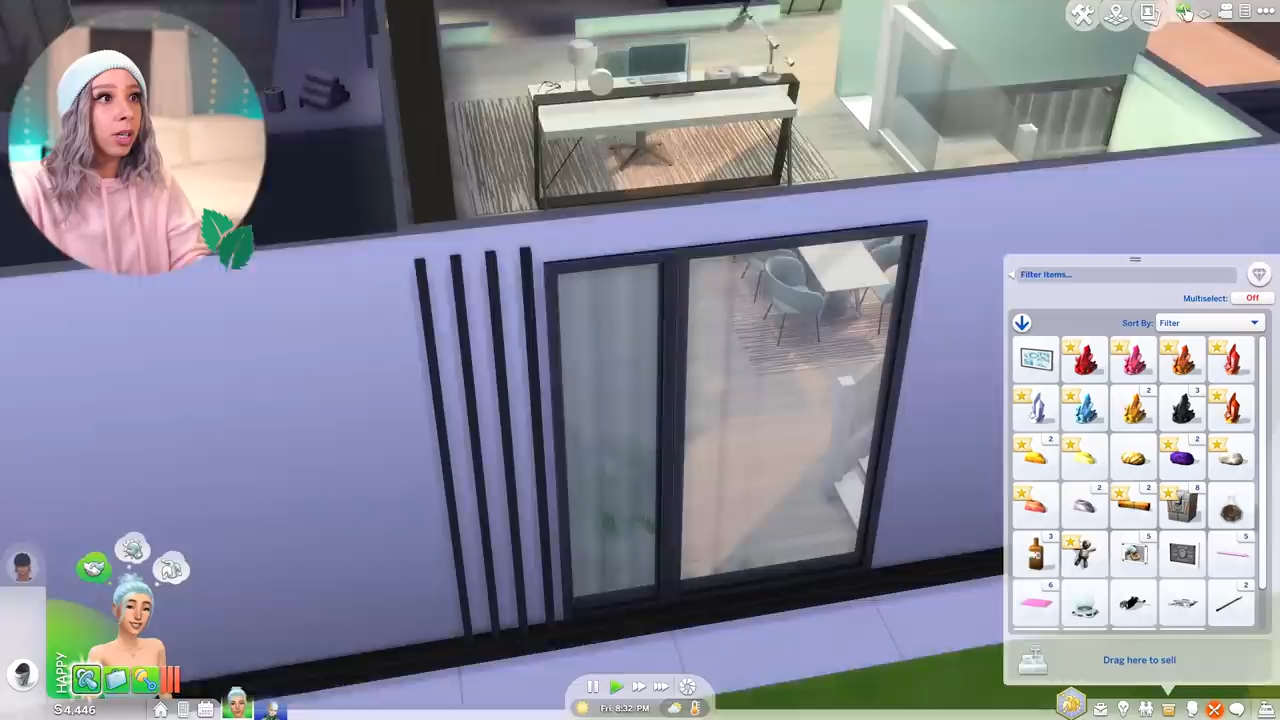 Filter Items...
Multiselect: Off
Sort By: Filter
2
3
2
2
2
2
8
3
5
5
6
2
Drag here to sell
HAPPY
§4,446
Fri. 8:32 PM